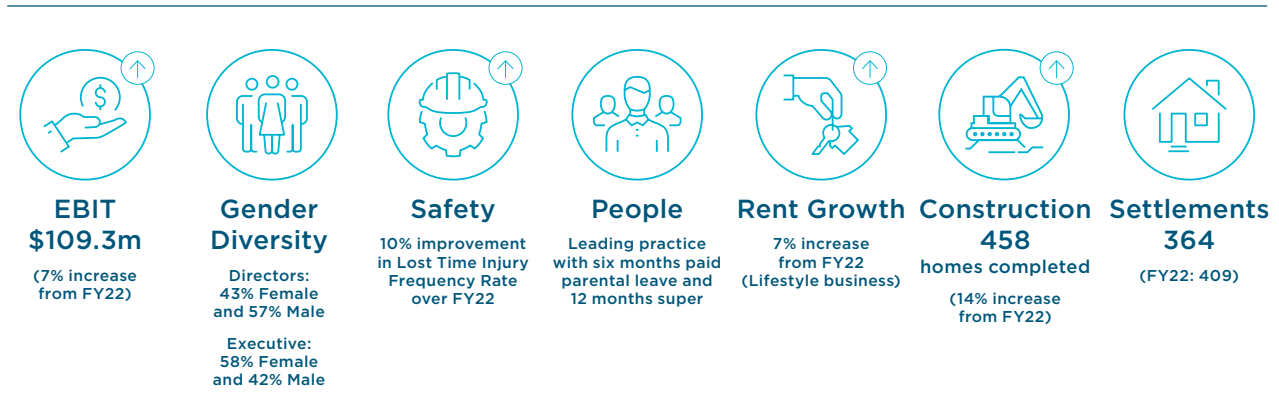 $
EBIT
$109.3m
(7% increase
from FY22)
Gender
Diversity
Directors:
43% Female
and 57% Male
Executive:
58% Female
and 42% Male
Safety
10% improvement
in Lost Time Injury
Frequency Rate
over FY22
People
Leading practice
with six months paid
parental leave and
12 months super
Rent Growth
7% increase
from FY22
(Lifestyle business)
Construction
458
homes completed
(14% increase
from FY22)
Settlements
364
(FY22: 409)